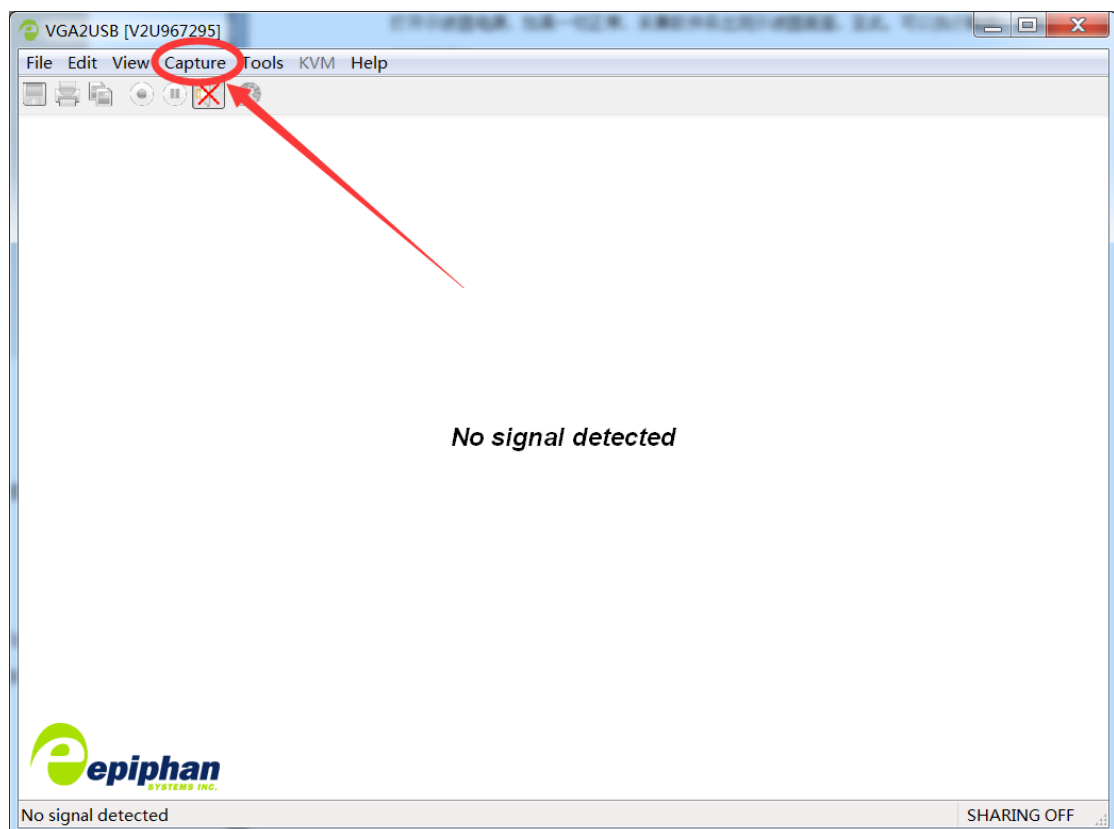 VGA2USB [V2U967295]
File Edit View Capture Tools KVM Help
No signal detected
epiphan
SYSTEMS INC.
No signal detected SHARING OFF